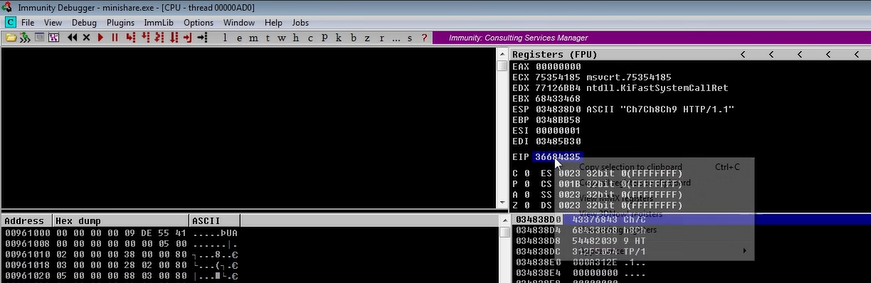 Immunity Debugger - minishare.exe - [CPU - thread 00000AD0]
C File View Debug Plugins ImmLib Options Window Help Jobs
l e m t w h c P k b z r ... s ? Immunity: Consulting Services Manager
Registers (FPU) < < < < <
EAX 00000000
ECX 75354185 msvcrt.75354185
EDX 77126BB4 ntdll.KiFastSystemCallRet
EBX 68433468
ESP 034838D0 ASCII "Ch7Ch8Ch9 HTTP/1.1"
EBP 0348BB58
ESI 00000001
EDI 03485B30
EIP 36684335
Copy selection to clipboard Ctrl+C
C 0 ES 0023 32bit 0(FFFFFFFF)
P 0 CS 001B 32bit 0(FFFFFFFF)
A 0 SS 0023 32bit 0(FFFFFFFF)
Z 0 DS 0023 32bit 0(FFFFFFFF)
Address Hex dump ASCII
00961000 00 00 00 00 09 DE 55 41 .....ÞUA
00961008 00 00 00 00 00 00 05 00
00961010 02 00 00 00 38 00 00 80
00961018 03 00 00 00 28 02 00 80
00961020 05 00 00 00 88 03 00 80
034838D0 43376843 Ch7C
034838D4 68433868 h8Ch
034838D8 54482039 9 HT
034838DC 312F5054 TP/1
034838E0 000A312E .1..
034838E4 00000000 ....